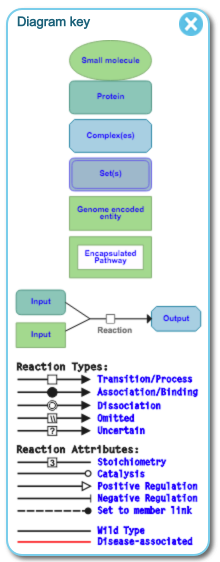 Diagram key
Small molecule
Protein
Complex(es)
Set(s)
Genome encoded
entity
Encapsulated
Pathway
Input
Input
Reaction
Output
Reaction Types:
Transition/Process
Association/Binding
Dissociation
\\ Omitted
? Uncertain
Reaction Attributes:
3 Stoichiometry
Catalysis
Positive Regulation
Negative Regulation
Set to member link
Wild Type
Disease-associated